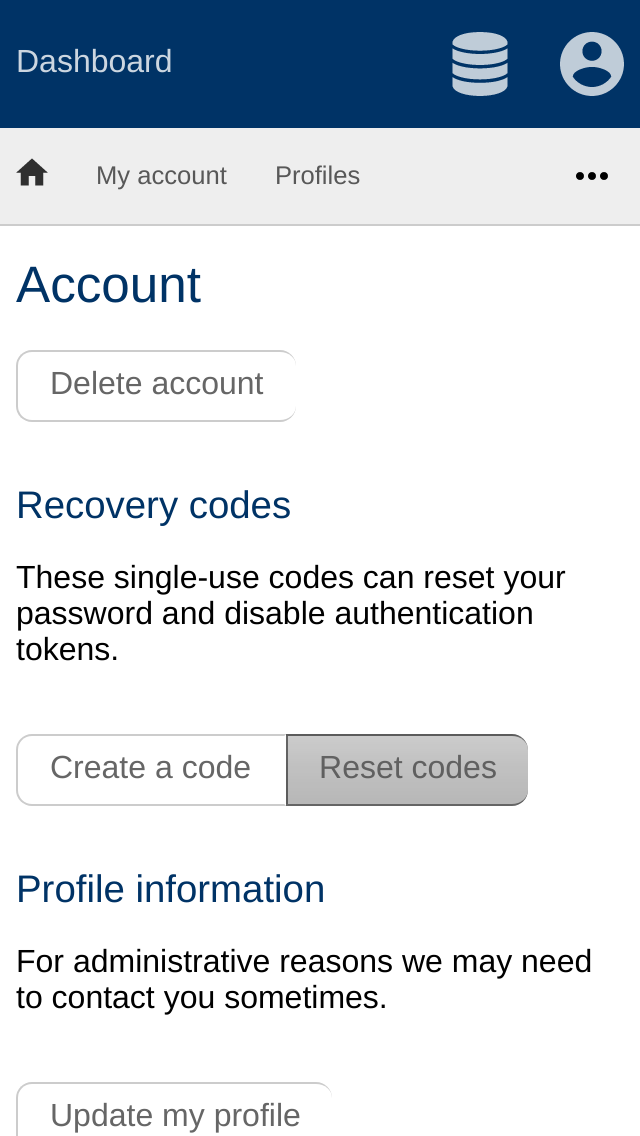 Dashboard
My account Profiles
Account
Delete account
Recovery codes
These single-use codes can reset your
password and disable authentication
tokens.
Create a code Reset codes
Profile information
For administrative reasons we may need
to contact you sometimes.
Update my profile